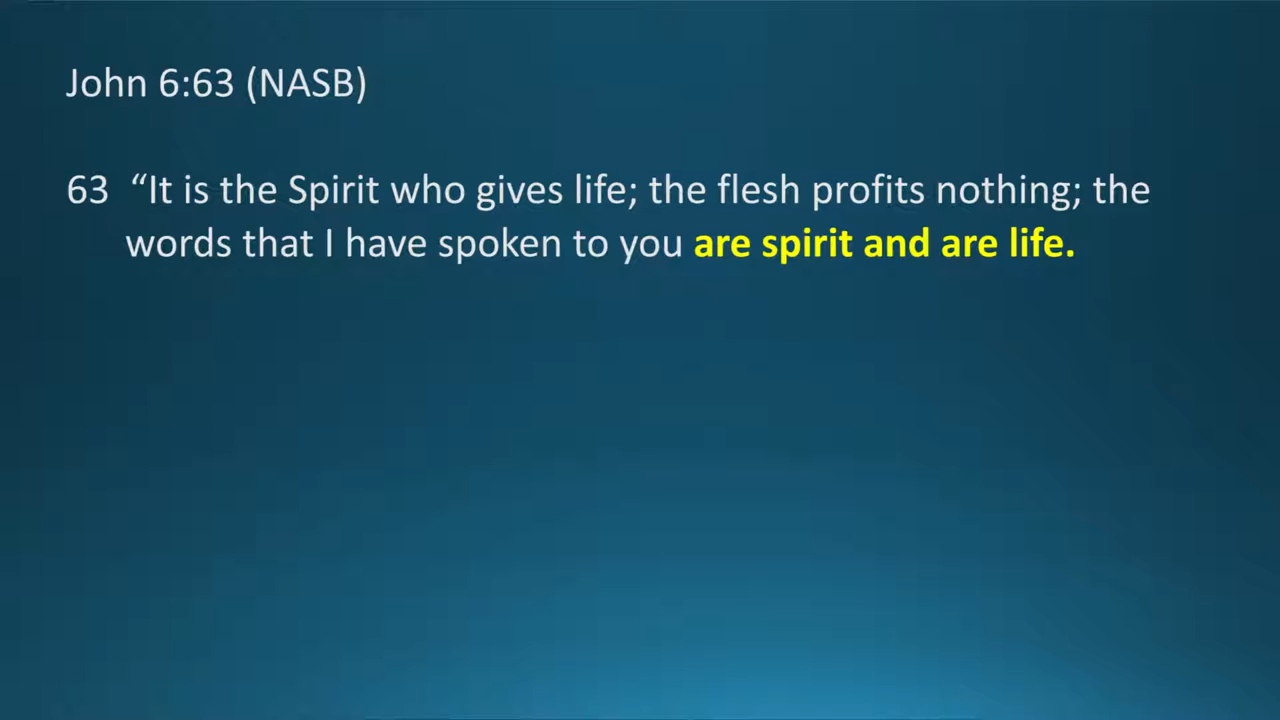 John 6:63 (NASB)
63 “It is the Spirit who gives life; the flesh profits nothing; the
words that I have spoken to you are spirit and are life.